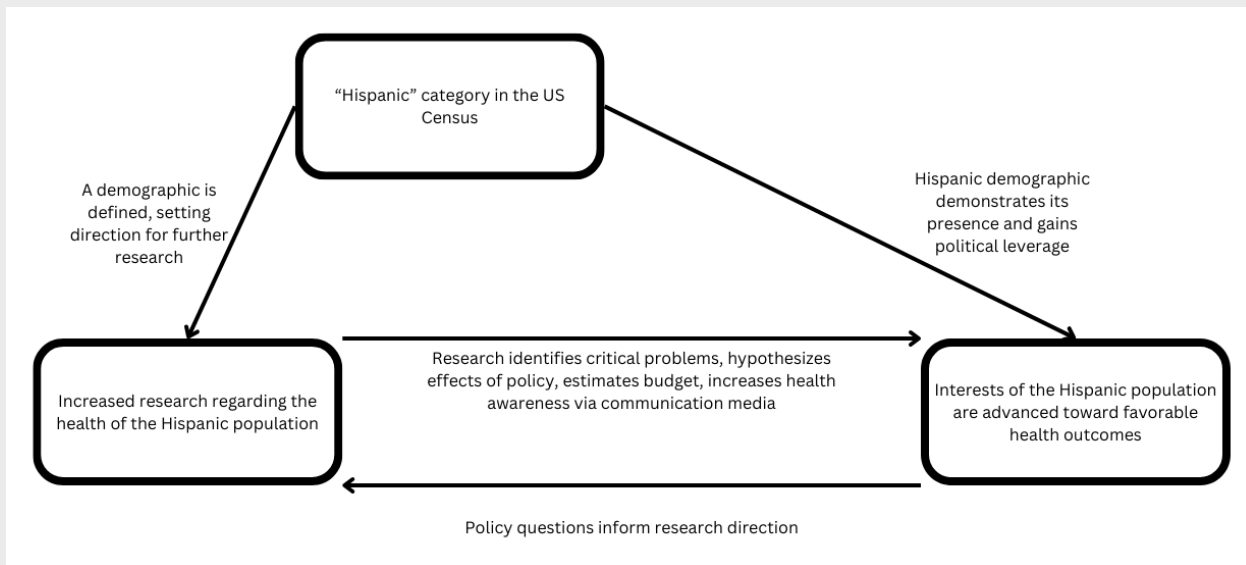 “Hispanic” category in the US
Census
A demographic is
defined, setting
direction for further
research
Hispanic demographic
demonstrates its
presence and gains
political leverage
Increased research regarding the
health of the Hispanic population
Research identifies critical problems, hypothesizes
effects of policy, estimates budget, increases health
awareness via communication media
Interests of the Hispanic population
are advanced toward favorable
health outcomes
Policy questions inform research direction